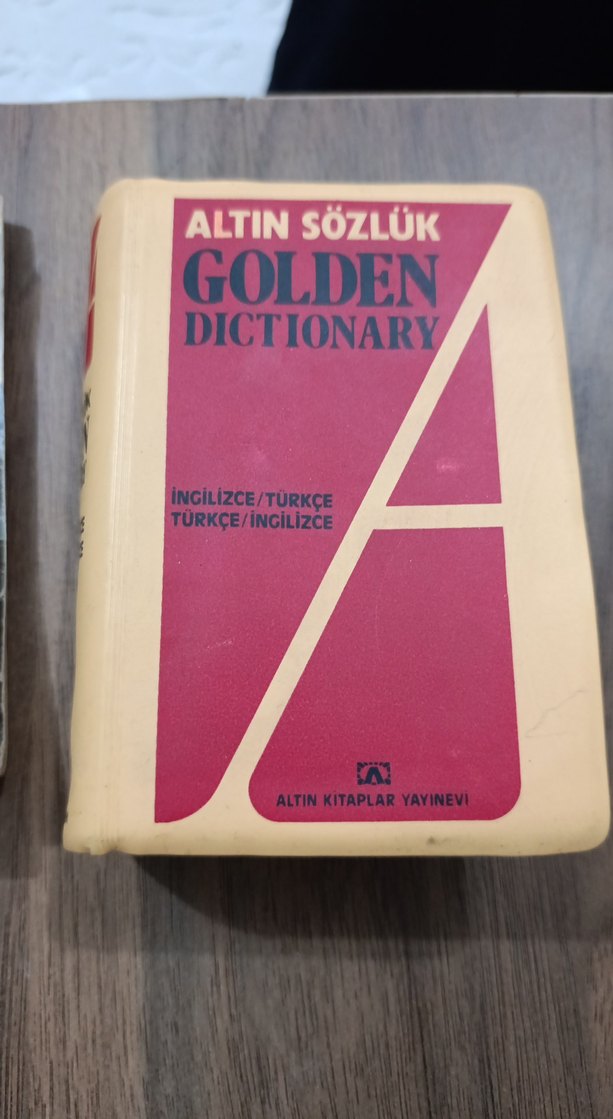 ALTIN SÖZLÜK
GOLDEN
DICTIONARY
İNGİLİZCE/TÜRKÇE
TÜRKÇE/İNGİLİZCE
ALTIN KİTAPLAR YAYINEVİ